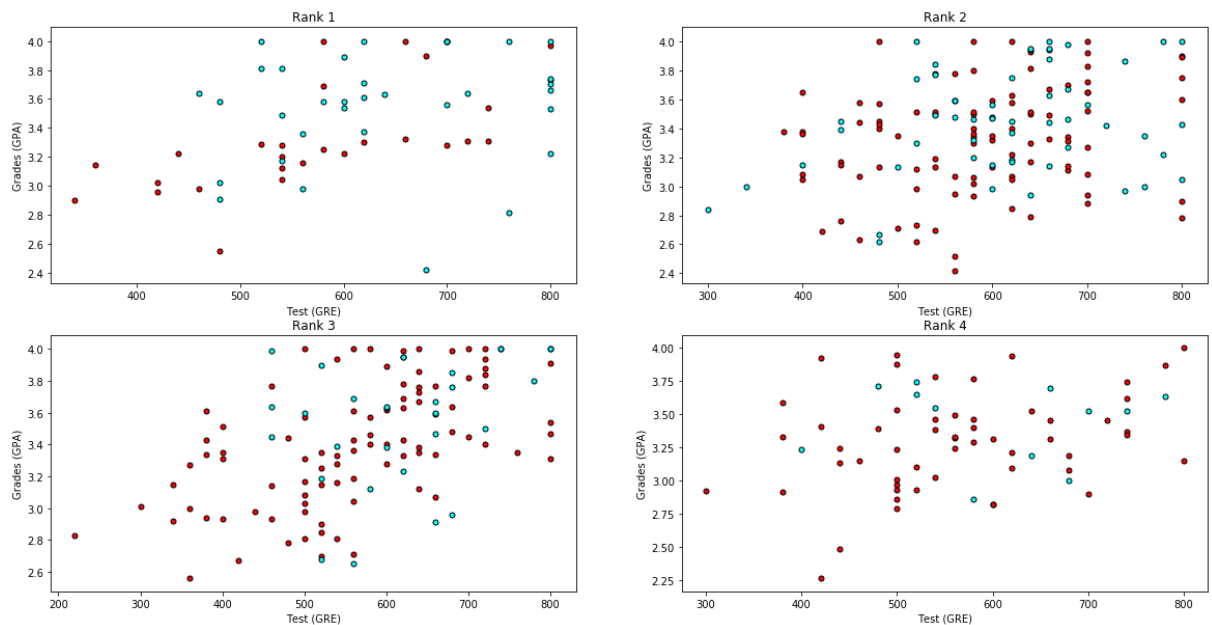 Rank 1
Grades (GPA)
4.0
3.8
3.6
3.4
3.2
3.0
2.8
2.6
2.4
400 500 600 700 800
Test (GRE)
Rank 2
Grades (GPA)
4.0
3.8
3.6
3.4
3.2
3.0
2.8
2.6
2.4
300 400 500 600 700 800
Test (GRE)
Rank 3
Grades (GPA)
4.0
3.8
3.6
3.4
3.2
3.0
2.8
2.6
200 300 400 500 600 700 800
Test (GRE)
Rank 4
Grades (GPA)
4.00
3.75
3.50
3.25
3.00
2.75
2.50
2.25
300 400 500 600 700 800
Test (GRE)